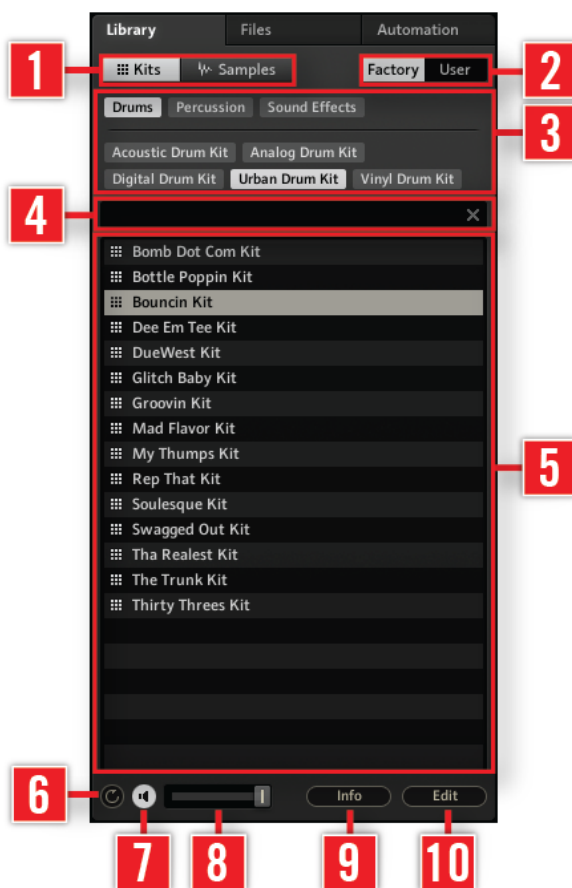 Library Files Automation
1 Kits Samples Factory User 2
Drums Percussion Sound Effects
3
Acoustic Drum Kit Analog Drum Kit
Digital Drum Kit Urban Drum Kit Vinyl Drum Kit
4
Bomb Dot Com Kit
Bottle Poppin Kit
Bouncin Kit
Dee Em Tee Kit
DueWest Kit
Glitch Baby Kit
Groovin Kit
Mad Flavor Kit
My Thumps Kit
5
Rep That Kit
Soulesque Kit
Swagged Out Kit
Tha Realest Kit
The Trunk Kit
Thirty Threes Kit
6 Info Edit
7 8 9 10